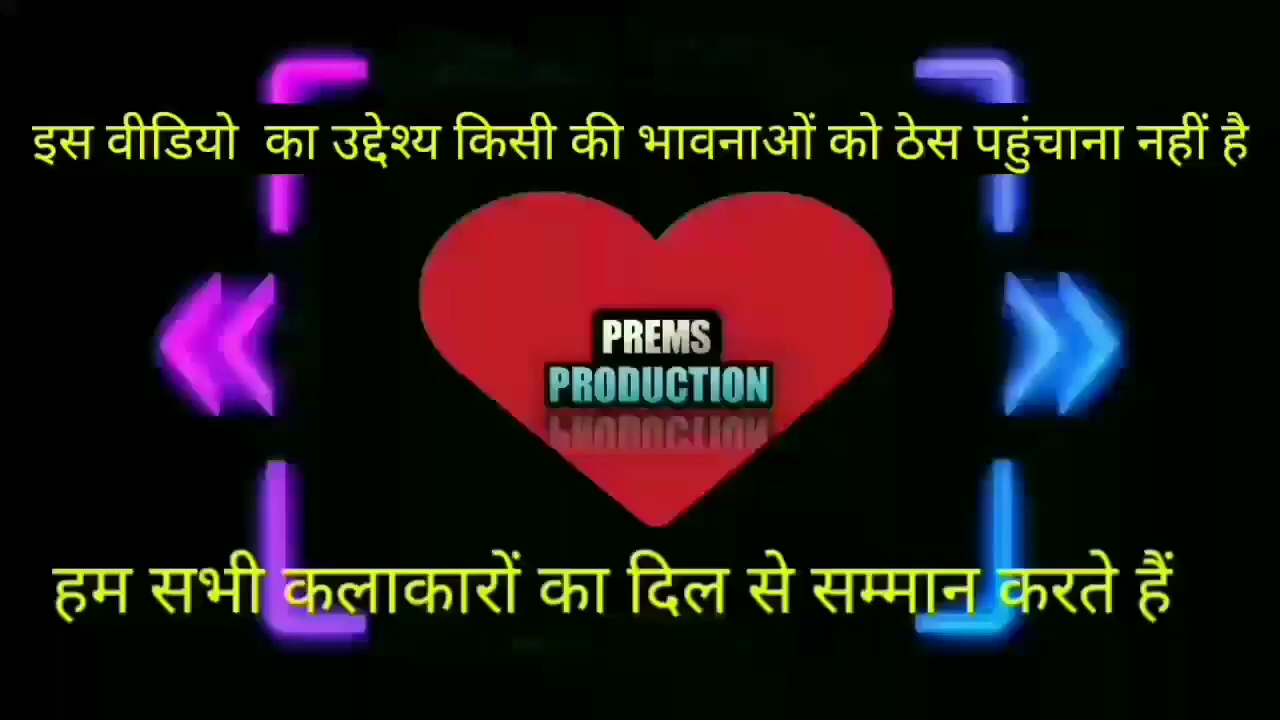 इस वीडियो  का उद्देश्य किसी की भावनाओं को ठेस पहुंचाना नहीं है
PREMS
PRODUCTION
हम सभी कलाकारों का दिल से सम्मान करते हैं